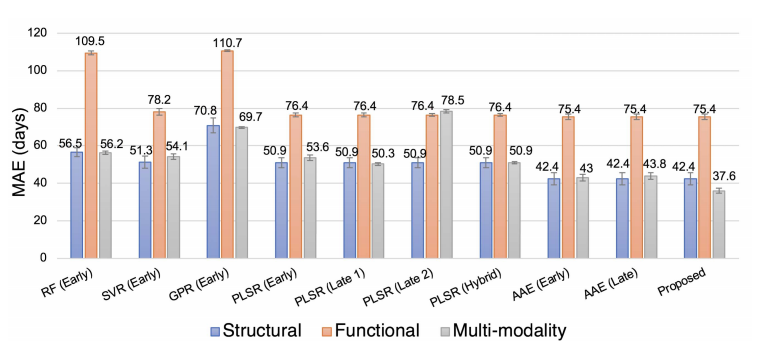 120
100
80
60
40
20
0
MAE (days)
56.5 109.5 56.2
51.3 78.2 54.1
70.8 110.7 69.7
50.9 76.4 53.6
50.9 76.4 50.3
50.9 76.4 78.5
50.9 76.4 50.9
42.4 75.4 43
42.4 75.4 43.8
42.4 75.4 37.6
RF (Early)
SVR (Early)
GPR (Early)
PLSR (Early)
PLSR (Late 1)
PLSR (Late 2)
PLSR (Hybrid)
AAE (Early)
AAE (Late)
Proposed
Structural Functional Multi-modality